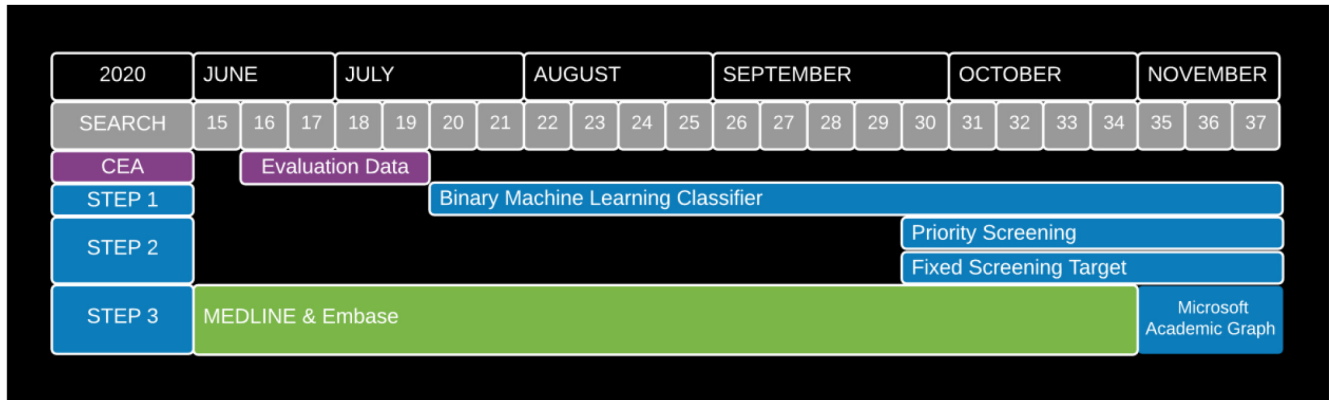 2020 JUNE JULY AUGUST SEPTEMBER OCTOBER NOVEMBER
SEARCH 15 16 17 18 19 20 21 22 23 24 25 26 27 28 29 30 31 32 33 34 35 36 37
CEA Evaluation Data
STEP 1 Binary Machine Learning Classifier
STEP 2 Priority Screening
Fixed Screening Target
STEP 3 MEDLINE & Embase Microsoft
Academic Graph